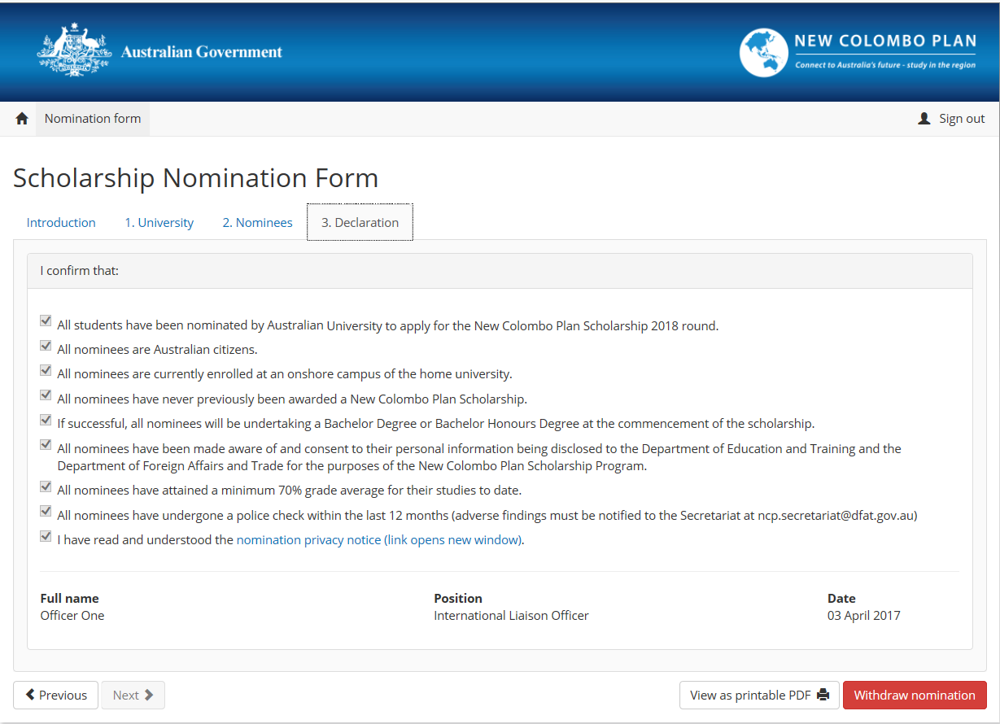 Australian Government
NEW COLOMBO PLAN
Connect to Australia's future - study in the region
Nomination form
Sign out
Scholarship Nomination Form
Introduction
1. University
2. Nominees
3. Declaration
I confirm that:
All students have been nominated by Australian University to apply for the New Colombo Plan Scholarship 2018 round.
All nominees are Australian citizens.
All nominees are currently enrolled at an onshore campus of the home university.
All nominees have never previously been awarded a New Colombo Plan Scholarship.
If successful, all nominees will be undertaking a Bachelor Degree or Bachelor Honours Degree at the commencement of the scholarship.
All nominees have been made aware of and consent to their personal information being disclosed to the Department of Education and Training and the
Department of Foreign Affairs and Trade for the purposes of the New Colombo Plan Scholarship Program.
All nominees have attained a minimum 70% grade average for their studies to date.
All nominees have undergone a police check within the last 12 months (adverse findings must be notified to the Secretariat at ncp.secretariat@dfat.gov.au)
I have read and understood the nomination privacy notice (link opens new window).
Full name
Officer One
Position
International Liaison Officer
Date
03 April 2017
Previous
Next
View as printable PDF
Withdraw nomination